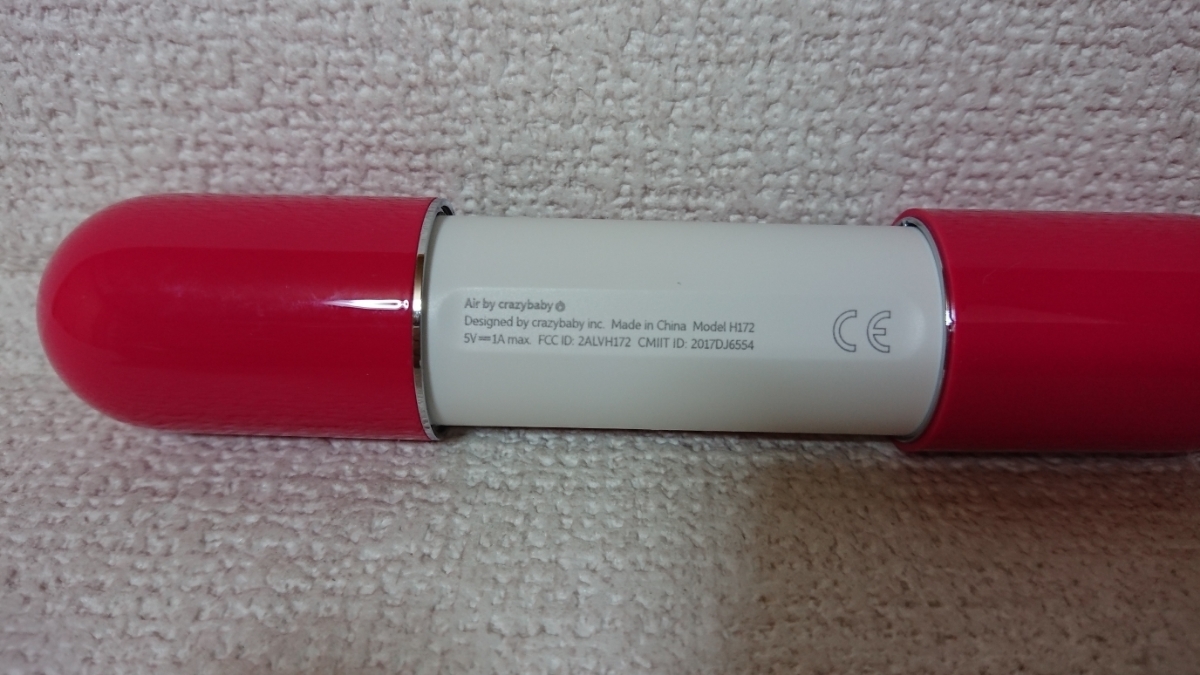 Air by crazybaby
Designed by crazybaby inc. Made in China Model H172
5V⎓1A max. FCC ID: 2ALVH172 CMIIT ID: 2017DJ6554
CE